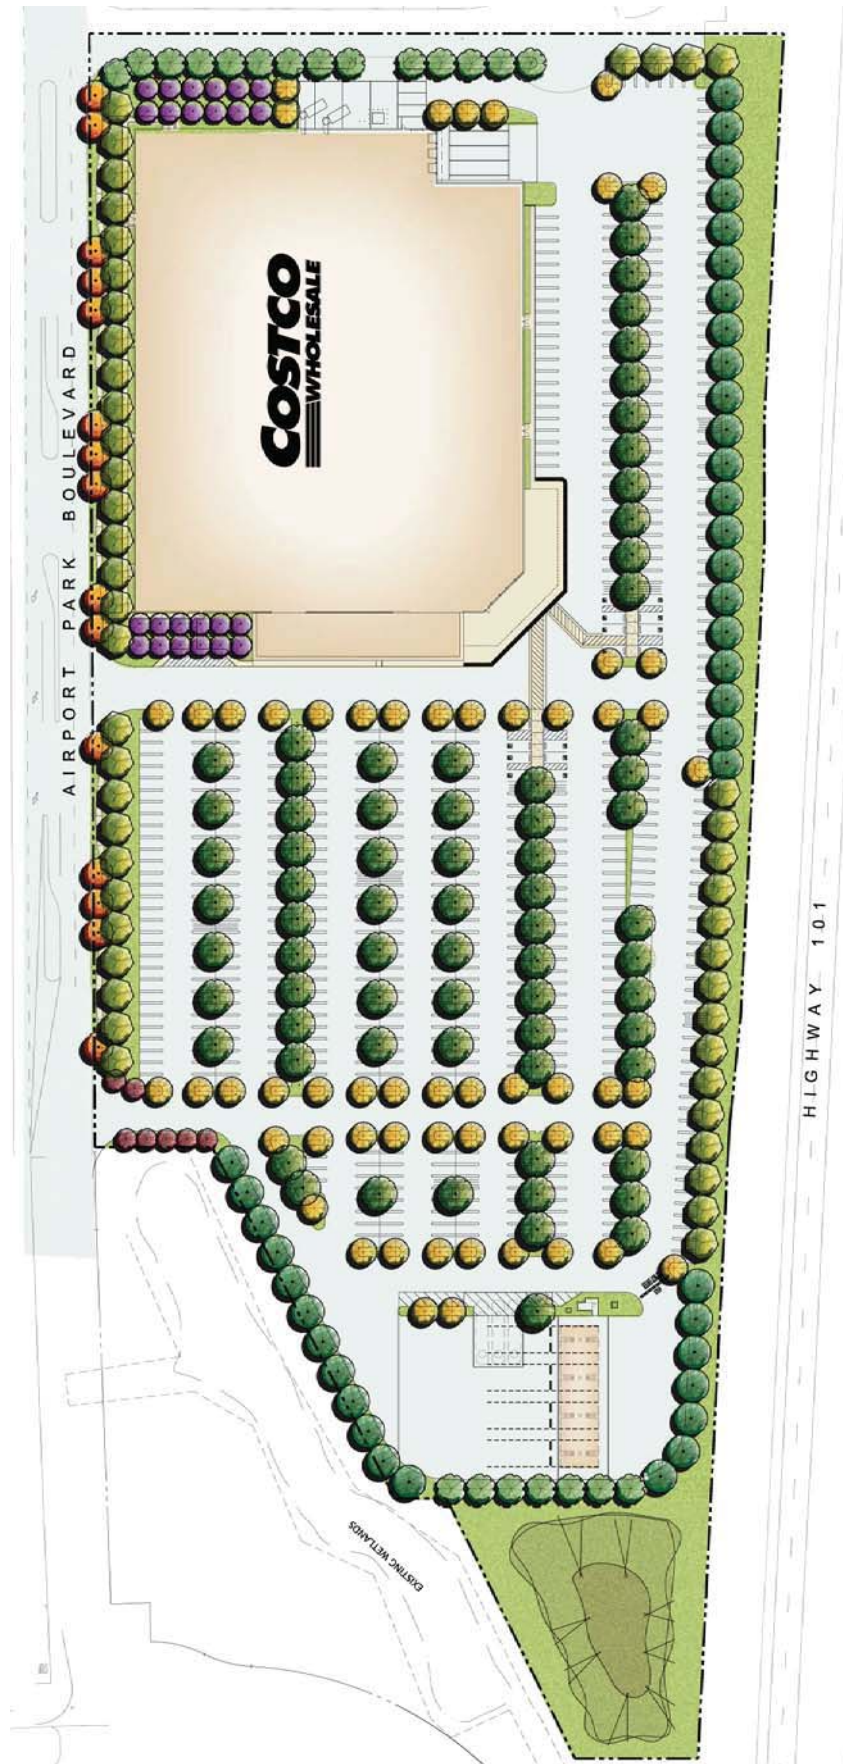 COSTCO
WHOLESALE
AIRPORT PARK BOULEVARD
HIGHWAY 101
EXISTING WETLANDS